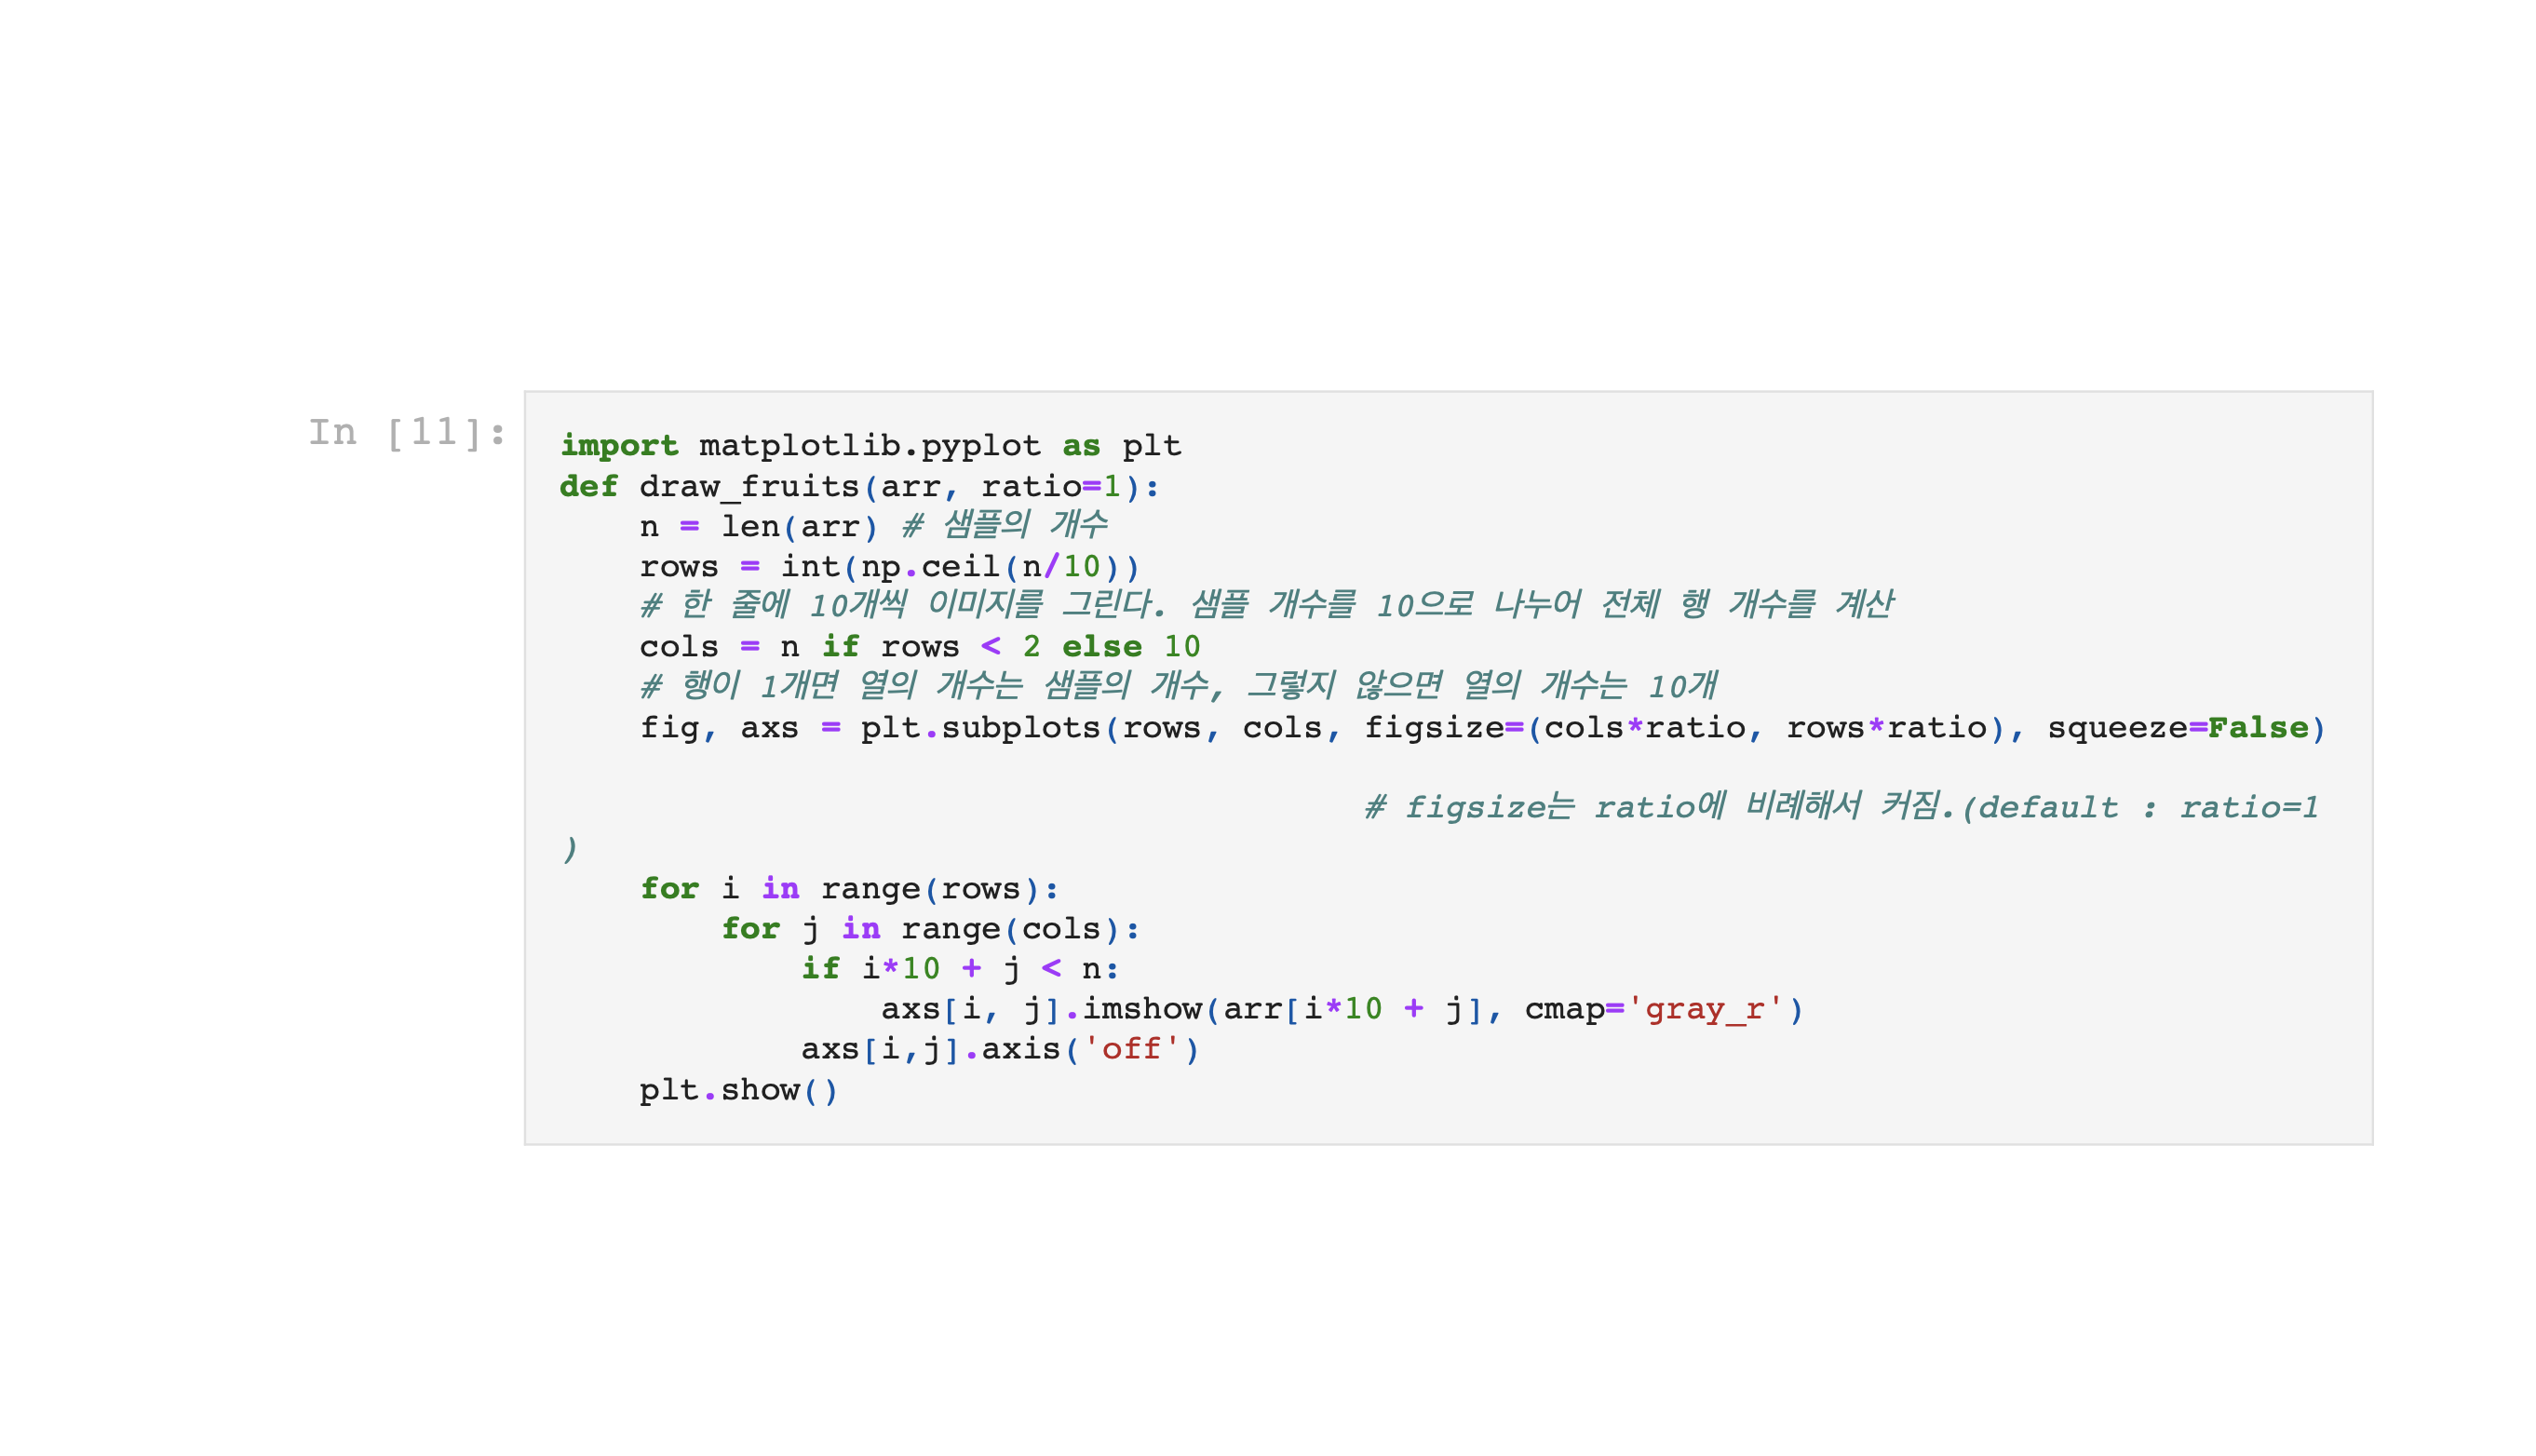 In [11]:
import matplotlib.pyplot as plt
def draw_fruits(arr, ratio=1):
    n = len(arr) # 샘플의 개수
    rows = int(np.ceil(n/10))
    # 한 줄에 10개씩 이미지를 그린다. 샘플 개수를 10으로 나누어 전체 행 개수를 계산
    cols = n if rows < 2 else 10
    # 행이 1개면 열의 개수는 샘플의 개수, 그렇지 않으면 열의 개수는 10개
    fig, axs = plt.subplots(rows, cols, figsize=(cols*ratio, rows*ratio), squeeze=False)
                                        # figsize는 ratio에 비례해서 커짐.(default : ratio=1
)
    for i in range(rows):
        for j in range(cols):
            if i*10 + j < n:
                axs[i, j].imshow(arr[i*10 + j], cmap='gray_r')
            axs[i,j].axis('off')
    plt.show()